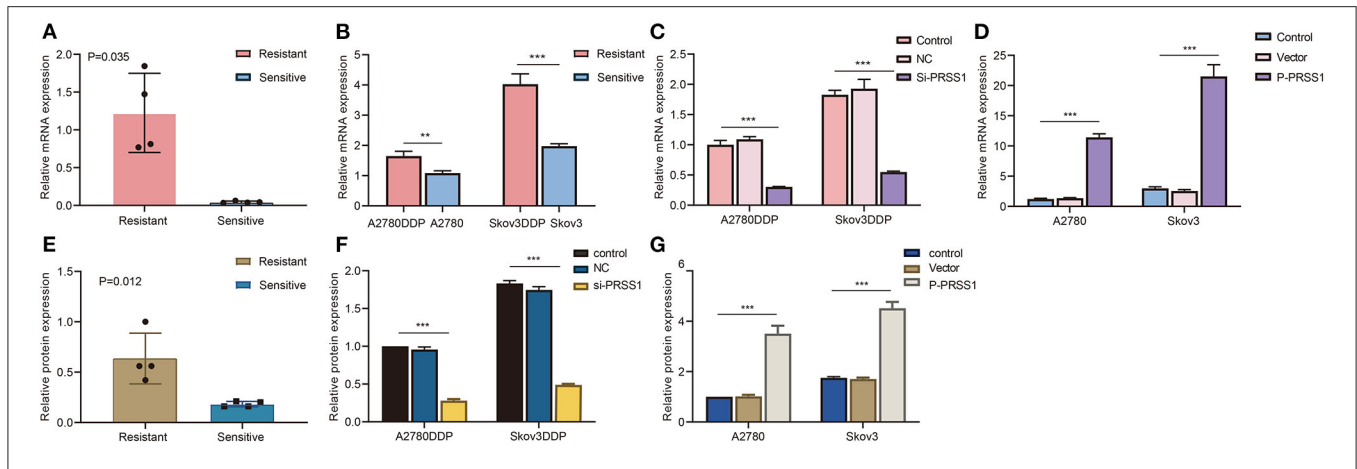 A
P=0.035
Resistant
Sensitive
Relative mRNA expression
2.0
1.5
1.0
0.5
0.0
Resistant
Sensitive
B
Resistant
Sensitive
Relative mRNA expression
5
4
3
2
1
0
***
**
A2780DDP A2780
Skov3DDP Skov3
C
Control
NC
Si-PRSS1
Relative mRNA expression
2.5
2.0
1.5
1.0
0.5
0.0
***
***
A2780DDP
Skov3DDP
D
Control
Vector
P-PRSS1
Relative mRNA expression
25
20
15
10
5
0
***
***
A2780
Skov3
E
P=0.012
Resistant
Sensitive
Relative protein expression
1.5
1.0
0.5
0.0
Resistant
Sensitive
F
control
NC
si-PRSS1
Relative protein expression
2.0
1.5
1.0
0.5
0.0
***
***
A2780DDP
Skov3DDP
G
control
Vector
P-PRSS1
Relative protein expression
6
4
2
0
***
***
A2780
Skov3